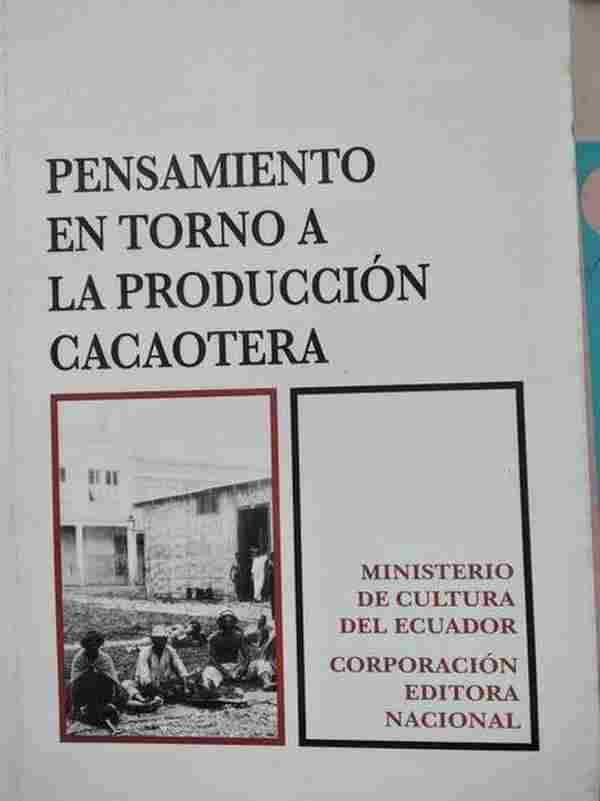 PENSAMIENTO
EN TORNO A
LA PRODUCCIÓN
CACAOTERA
MINISTERIO
DE CULTURA
DEL ECUADOR
CORPORACIÓN
EDITORA
NACIONAL